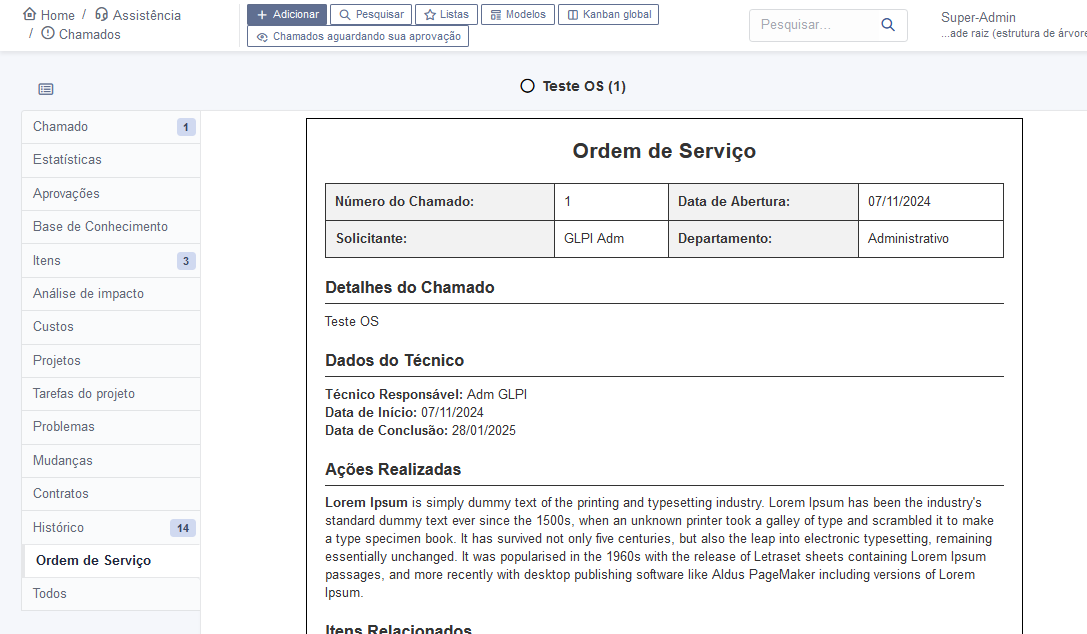 Home / Assistência
/ Chamados
+ Adicionar Pesquisar Listas Modelos Kanban global
Chamados aguardando sua aprovação
Pesquisar...
Super-Admin
...ade raiz (estrutura de árvore
Teste OS (1)
Chamado 1
Estatísticas
Aprovações
Base de Conhecimento
Itens 3
Análise de impacto
Custos
Projetos
Tarefas do projeto
Problemas
Mudanças
Contratos
Histórico 14
Ordem de Serviço
Todos
Ordem de Serviço
Número do Chamado: 1 Data de Abertura: 07/11/2024
Solicitante: GLPI Adm Departamento: Administrativo
Detalhes do Chamado
Teste OS
Dados do Técnico
Técnico Responsável: Adm GLPI
Data de Início: 07/11/2024
Data de Conclusão: 28/01/2025
Ações Realizadas
Lorem Ipsum is simply dummy text of the printing and typesetting industry. Lorem Ipsum has been the industry's
standard dummy text ever since the 1500s, when an unknown printer took a galley of type and scrambled it to make
a type specimen book. It has survived not only five centuries, but also the leap into electronic typesetting, remaining
essentially unchanged. It was popularised in the 1960s with the release of Letraset sheets containing Lorem Ipsum
passages, and more recently with desktop publishing software like Aldus PageMaker including versions of Lorem
Ipsum.
Itens Relacionados